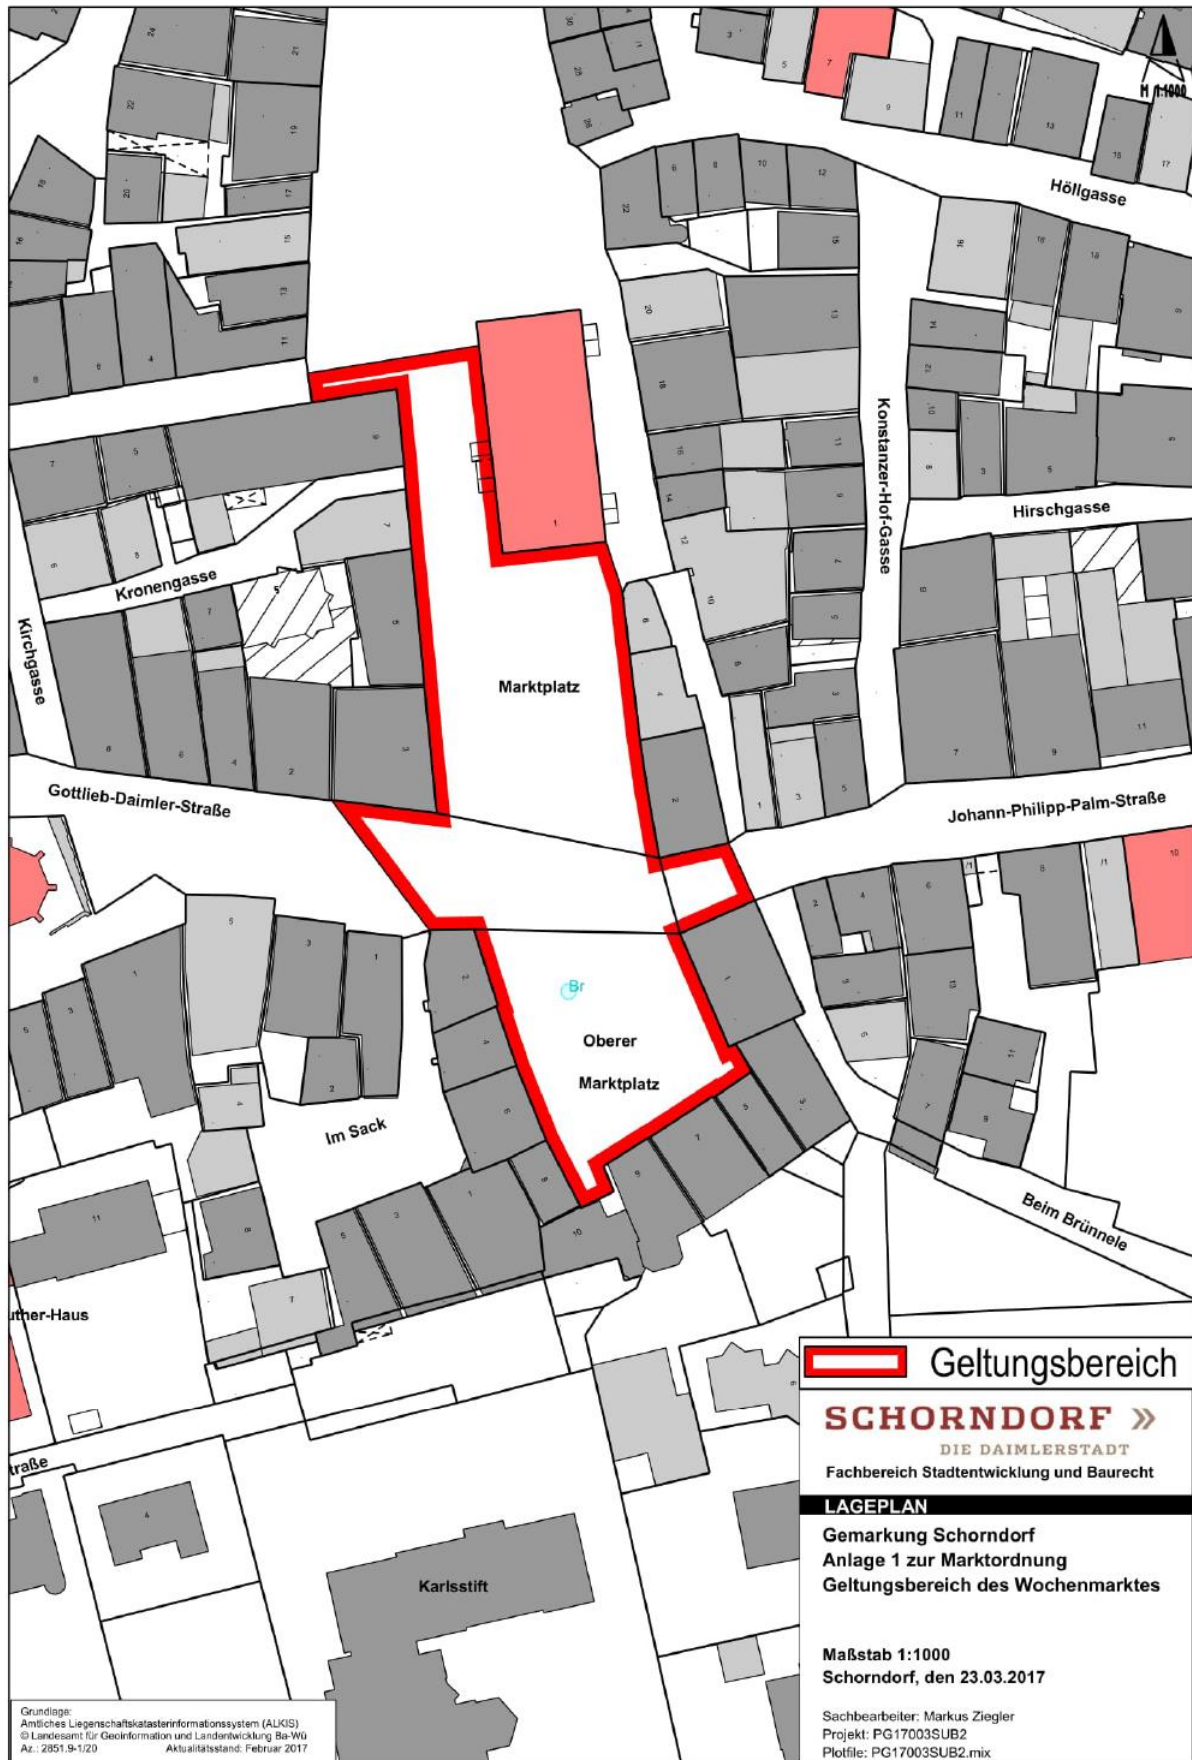 M 1:1000
Höllgasse
Konstanzer-Hof-Gasse
Hirschgasse
Kronengasse
Kirchgasse
Marktplatz
Gottlieb-Daimler-Straße
Johann-Philipp-Palm-Straße
Br
Oberer
Marktplatz
Im Sack
Beim Brünnele
uther-Haus
traße
Karlsstift
Geltungsbereich
SCHORNDORF »
DIE DAIMLERSTADT
Fachbereich Stadtentwicklung und Baurecht
LAGEPLAN
Gemarkung Schorndorf
Anlage 1 zur Marktordnung
Geltungsbereich des Wochenmarktes
Maßstab 1:1000
Schorndorf, den 23.03.2017
Sachbearbeiter: Markus Ziegler
Projekt: PG17003SUB2
Plotfile: PG17003SUB2.mix
Grundlage:
Amtliches Liegenschaftskatasterinformationssystem (ALKIS)
© Landesamt für Geoinformation und Landentwicklung Ba-Wü
Az.: 2851.9-1/20 Aktualitätsstand: Februar 2017